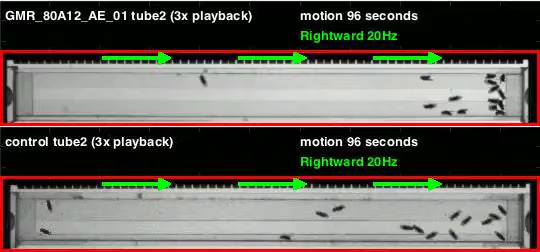 GMR_80A12_AE_01 tube2 (3x playback)
motion 96 seconds
Rightward 20Hz
control tube2 (3x playback)
motion 96 seconds
Rightward 20Hz